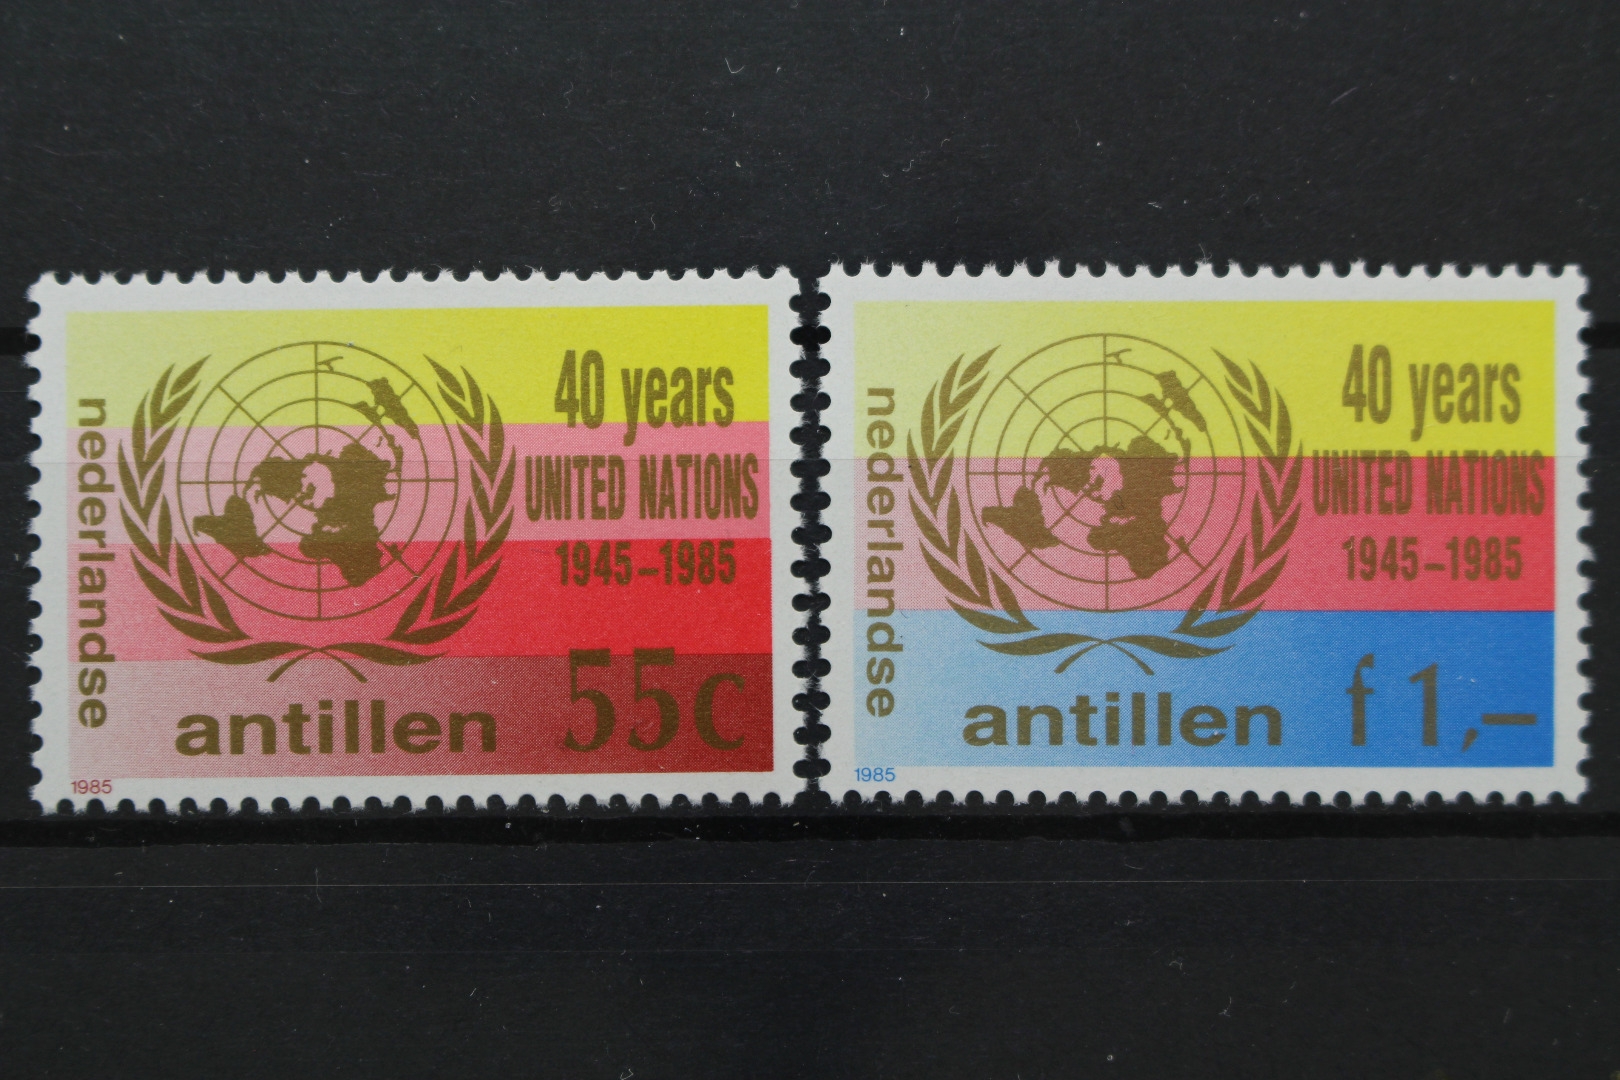 nederlandse
40 years
UNITED NATIONS
1945-1985
antillen
55c
1985
nederlandse
40 years
UNITED NATIONS
1945-1985
antillen
f 1,-
1985